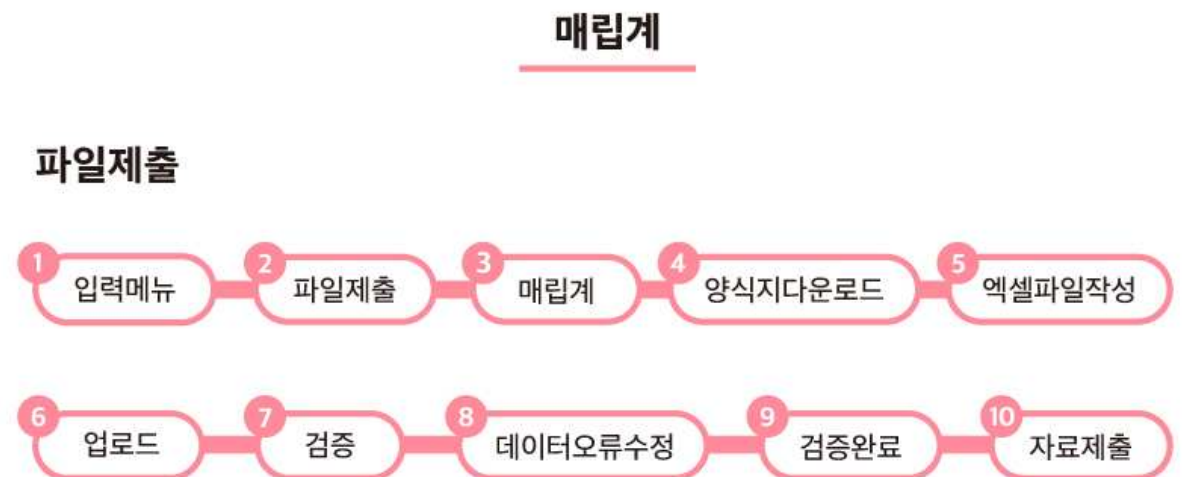 매립계
파일제출
1 입력메뉴 2 파일제출 3 매립계 4 양식지다운로드 5 엑셀파일작성
6 업로드 7 검증 8 데이터오류수정 9 검증완료 10 자료제출